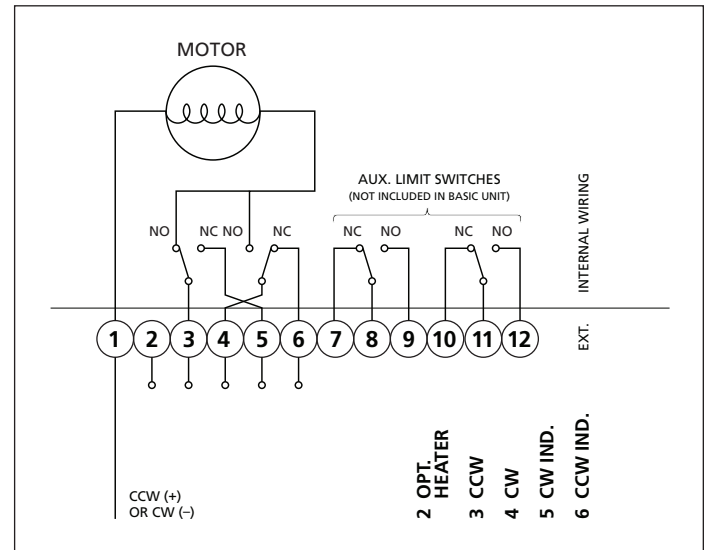 MOTOR
AUX. LIMIT SWITCHES
(NOT INCLUDED IN BASIC UNIT)
NO NC NO NC NC NO NC NO
INTERNAL WIRING
1 2 3 4 5 6 7 8 9 10 11 12
EXT.
CCW (+)
OR CW (–)
2 OPT.
HEATER
3 CCW
4 CW
5 CW IND.
6 CCW IND.